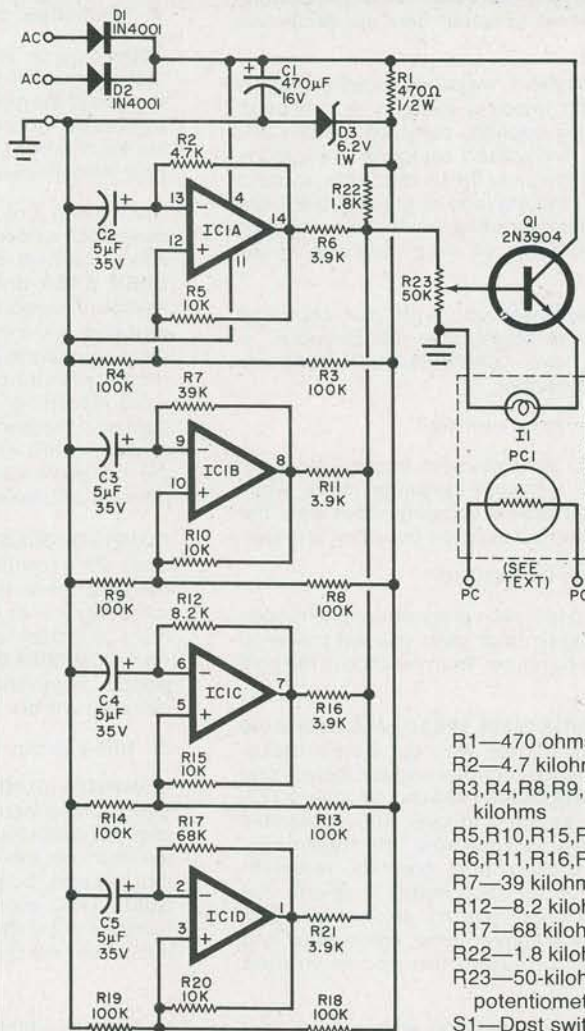 D1
IN4001
AC
AC
D2
IN4001
+
C1
470μF
16V
R1
470Ω
1/2W
D3
6.2V
1W
R2
4.7K
R22
1.8K
Q1
2N3904
C2
5μF
35V
+
13
−
4
12
+
IC1A
14
11
R6
3.9K
R23
50K
R5
10K
R4
100K
R3
100K
R7
39K
I1
PC1
λ
C3
5μF
35V
+
9
−
10
+
IC1B
8
R11
3.9K
(SEE
TEXT)
PC
PC
R10
10K
R9
100K
R8
100K
R12
8.2K
C4
5μF
35V
+
6
−
5
+
IC1C
7
R16
3.9K
R15
10K
R14
100K
R13
100K
R17
68K
C5
5μF
35V
+
2
−
3
+
IC1D
1
R21
3.9K
R20
10K
R19
100K
R18
100K
R1—470 ohm
R2—4.7 kilohm
R3,R4,R8,R9,
kilohms
R5,R10,R15,R
R6,R11,R16,R
R7—39 kilohm
R12—8.2 kiloh
R17—68 kilohm
R22—1.8 kiloh
R23—50-kiloh
potentiomet
S1—Dpst swi